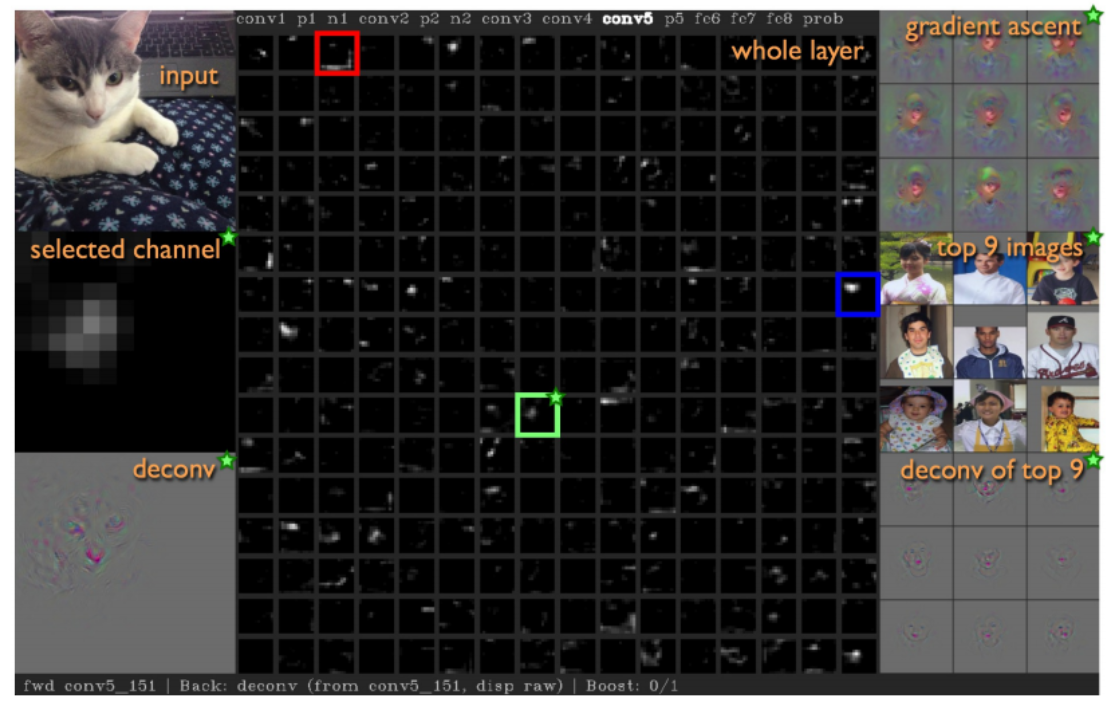 conv1 p1 n1 conv2 p2 n2 conv3 conv4 conv5 p5 fc6 fc7 fc8 prob
input
whole layer
gradient ascent
selected channel
top 9 images
deconv
deconv of top 9
fwd conv5_151 | Back: deconv (from conv5_151, disp raw) | Boost: 0/1